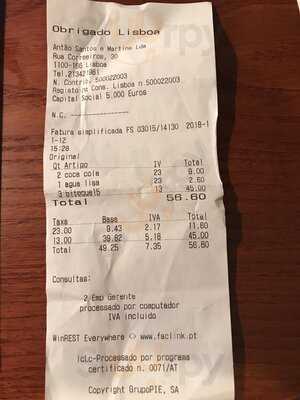 Obrigado Lisboa
Antão Santos e Martins Lda
Rua Correeiros, 30
1100-166 Lisboa
Tel.213421981
N. Contrib. 500022003
Registo na Cons. Lisboa n.500022003
Capital Social 5.000 Euros
N.C.
Fatura simplificada FS 03015/14130 2018-1
1-12
15:28
Original
Qt Artigo IV Total
2 coca cola 23 9.00
1 agua lisa 23 2.60
3 13 45.00
Total 56.60
Taxa Base IVA Total
23.00 9.43 2.17 11.60
13.00 39.82 5.18 45.00
Total 49.25 7.35 56.60
Consultas:
2 Emp Gerente
processado por computador
IVA incluido
WinREST Everywhere <> www.faclink.pt
IcLc-Processado por programa
certificado n. 0071/AT
Copyright GrupoPIE, SA